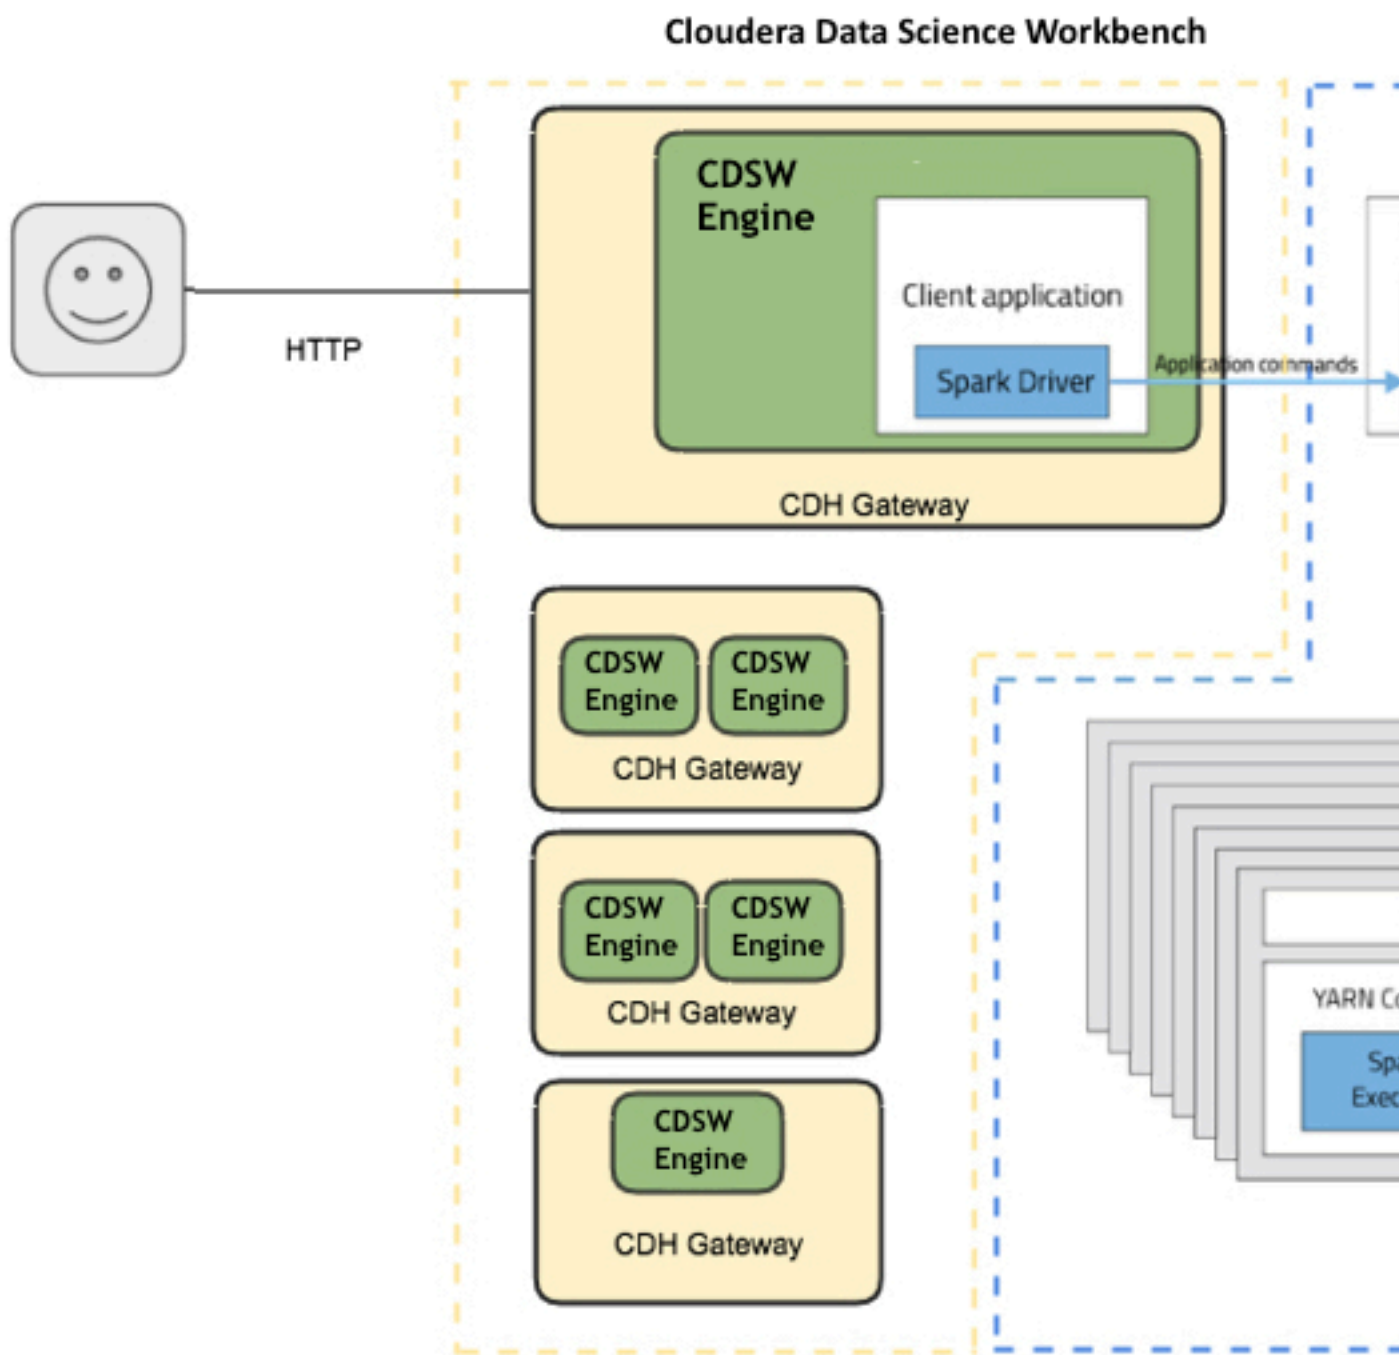 Cloudera Data Science Workbench
CDSW
Engine
Client application
Spark Driver
Application commands
HTTP
CDH Gateway
CDSW
Engine
CDSW
Engine
CDH Gateway
CDSW
Engine
CDSW
Engine
CDH Gateway
CDSW
Engine
CDH Gateway
YARN